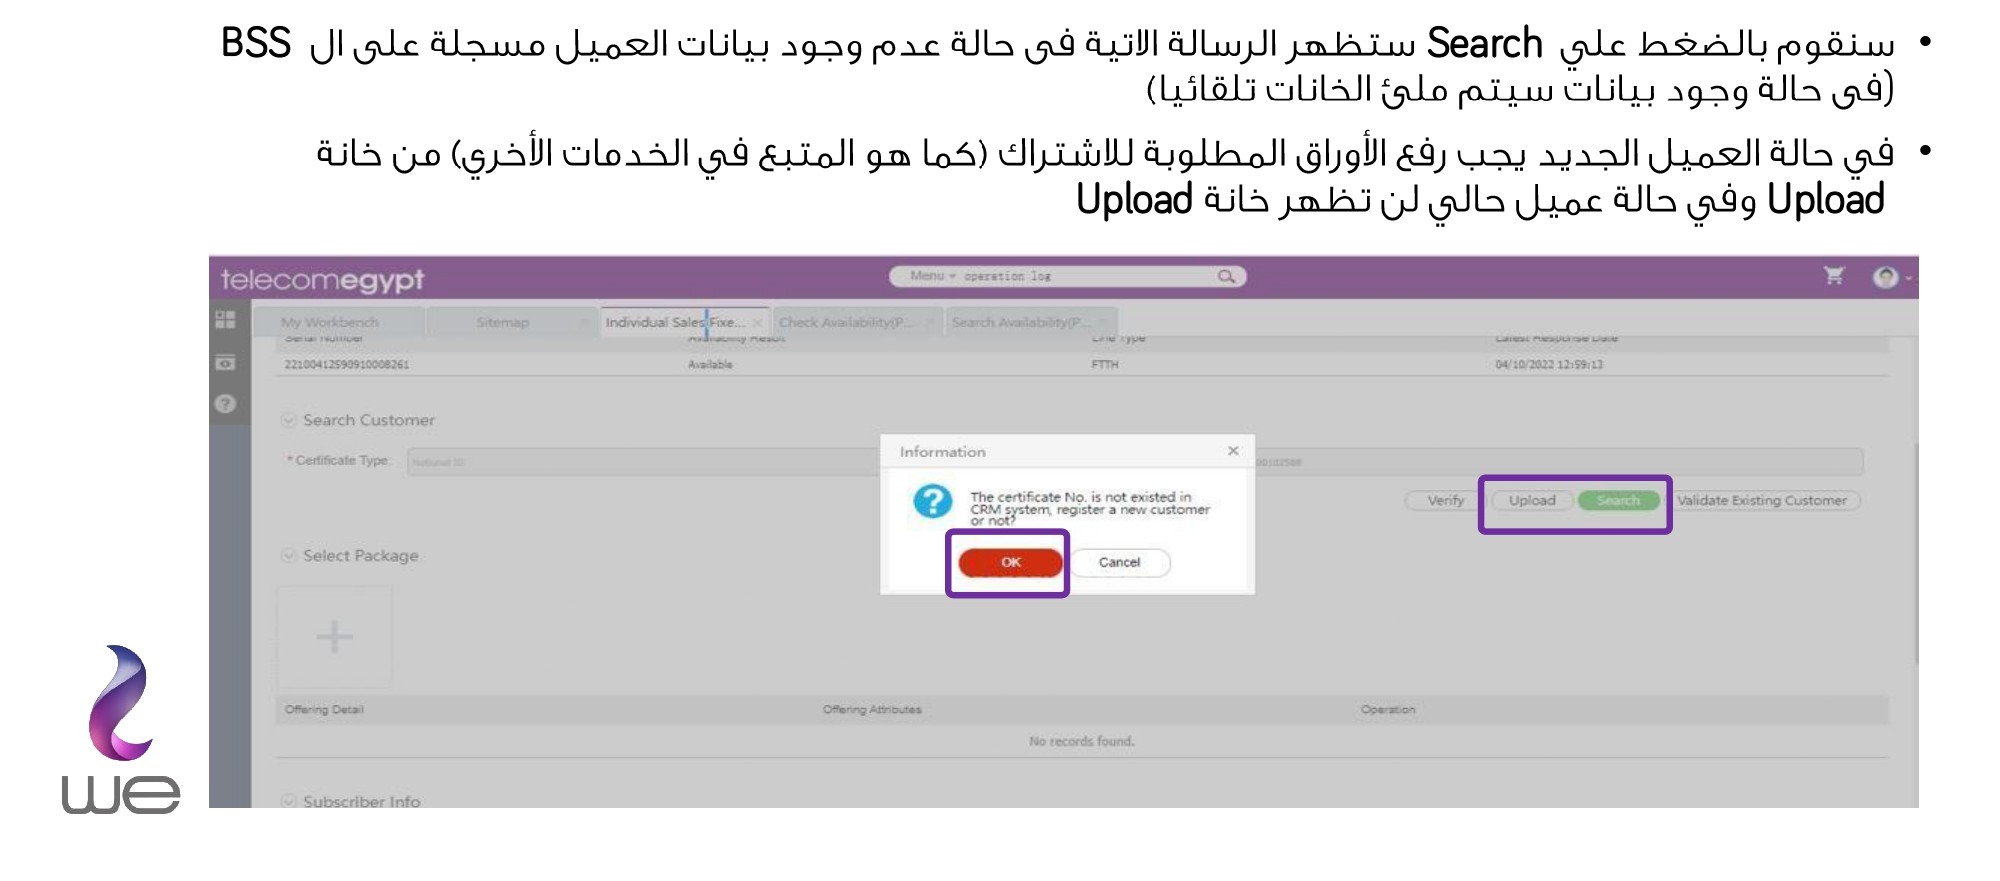 • سنقوم بالضغط علي Search ستظهر الرسالة الاتية فى حالة عدم وجود بيانات العميل مسجلة على ال BSS
(فى حالة وجود بيانات سيتم ملئ الخانات تلقائيا)
• في حالة العميل الجديد يجب رفع الأوراق المطلوبة للاشتراك (كما هو المتبع في الخدمات الأخري) من خانة
Upload وفي حالة عميل حالي لن تظهر خانة Upload
telecomegypt
Menu operation log
My Workbench Sitemap Individual Sales Fixe... Check Availability(P... Search Availability(P...
Serial Number Availability Result Line Type Latest Response Date
22100412590910008261 Available FTTH 04/10/2022 12:59:13
Search Customer
Information
* Certificate Type: National ID
The certificate No. is not existed in
CRM system, register a new customer
or not?
Verify Upload Search Validate Existing Customer
OK Cancel
Select Package
Offering Detail Offering Attributes Operation
No records found.
Subscriber Info
we